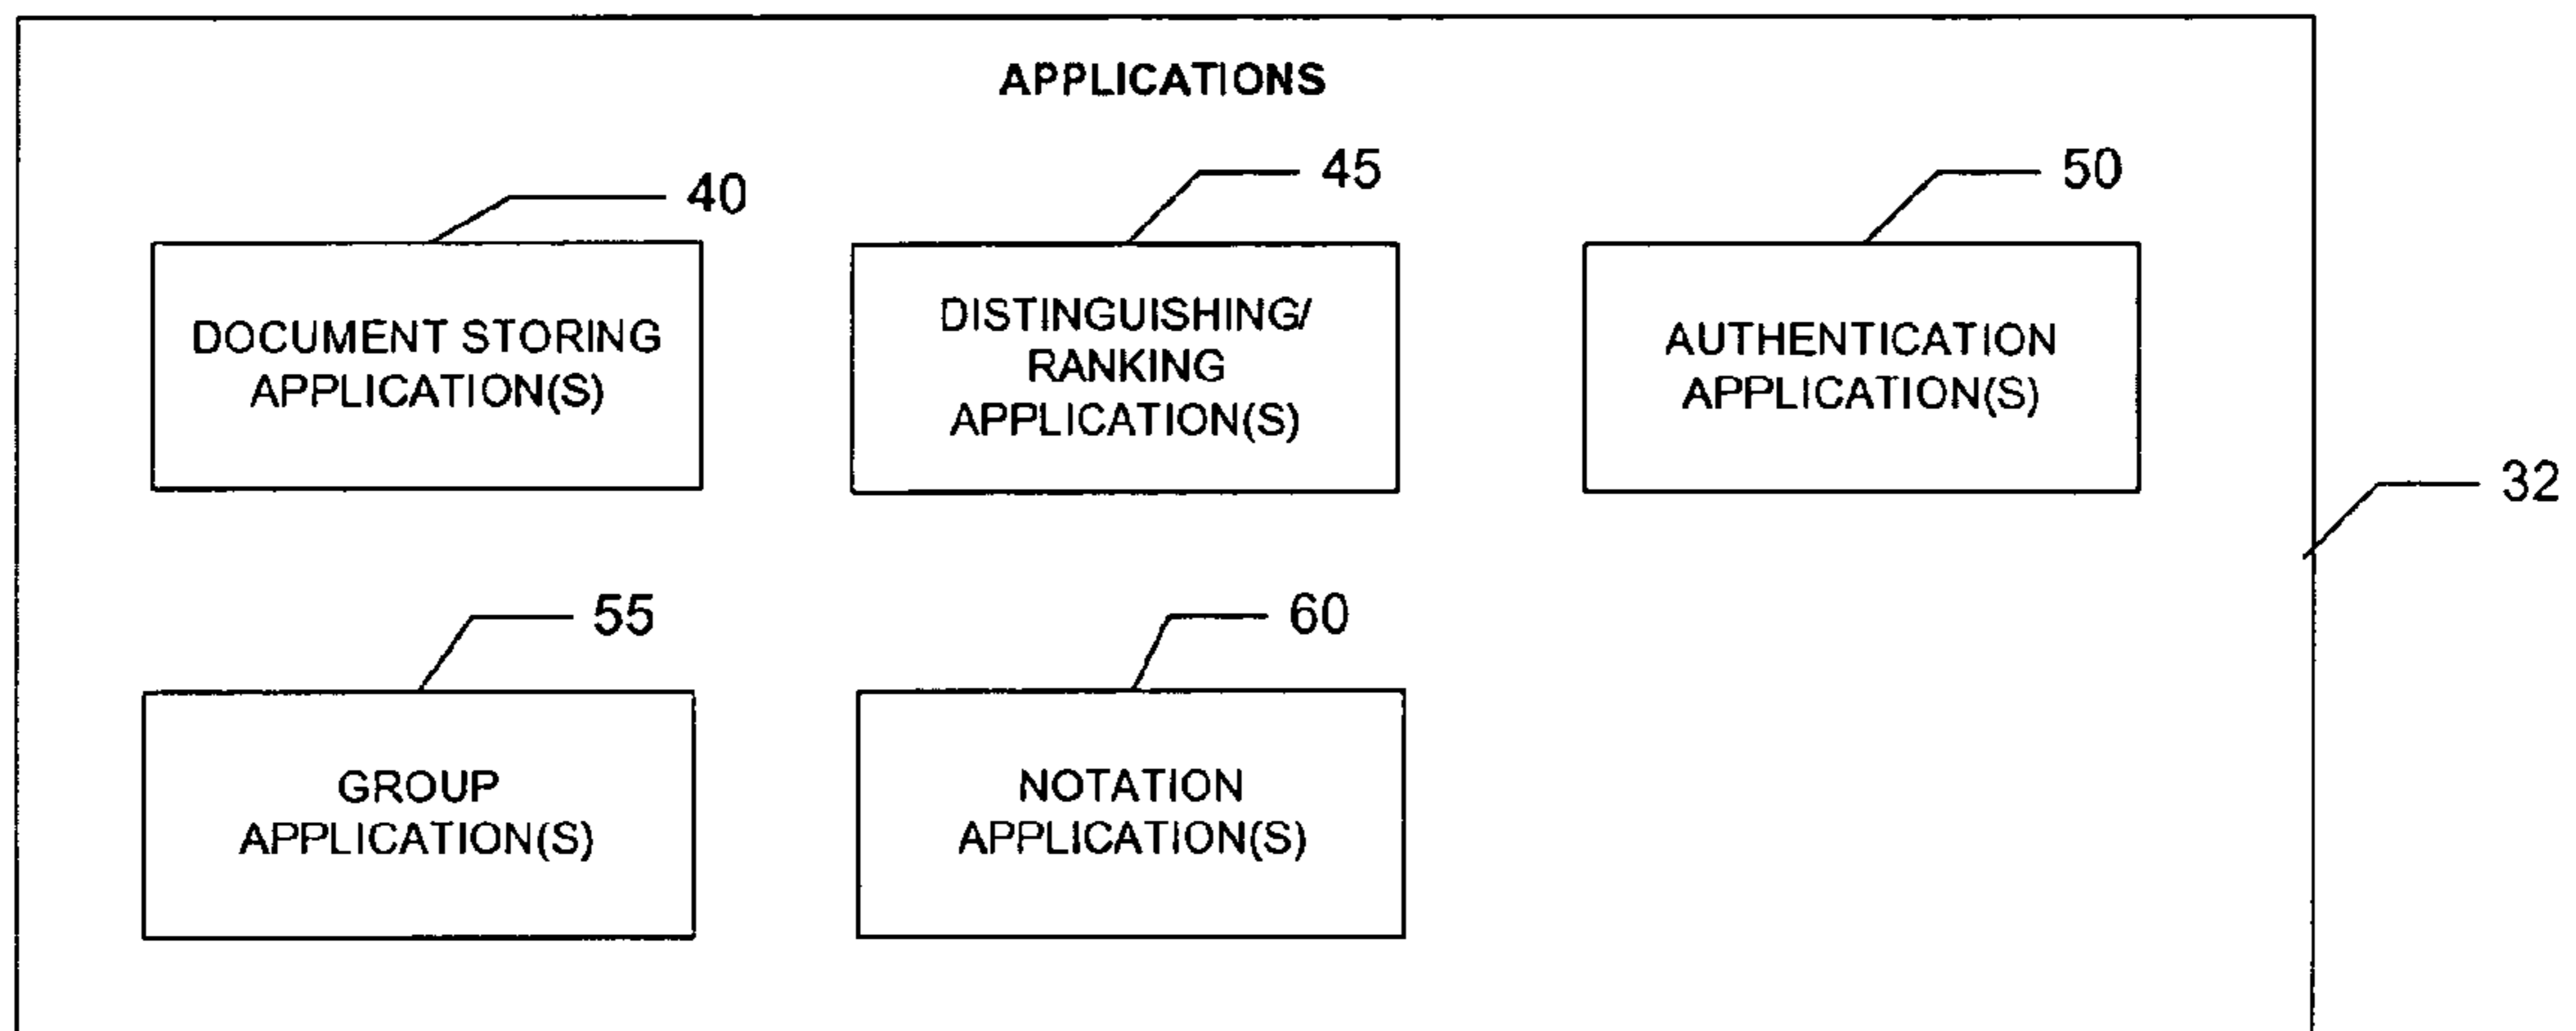 APPLICATIONS
40
45
50
DOCUMENT STORING
APPLICATION(S)
DISTINGUISHING/
RANKING
APPLICATION(S)
AUTHENTICATION
APPLICATION(S)
32
55
60
GROUP
APPLICATION(S)
NOTATION
APPLICATION(S)